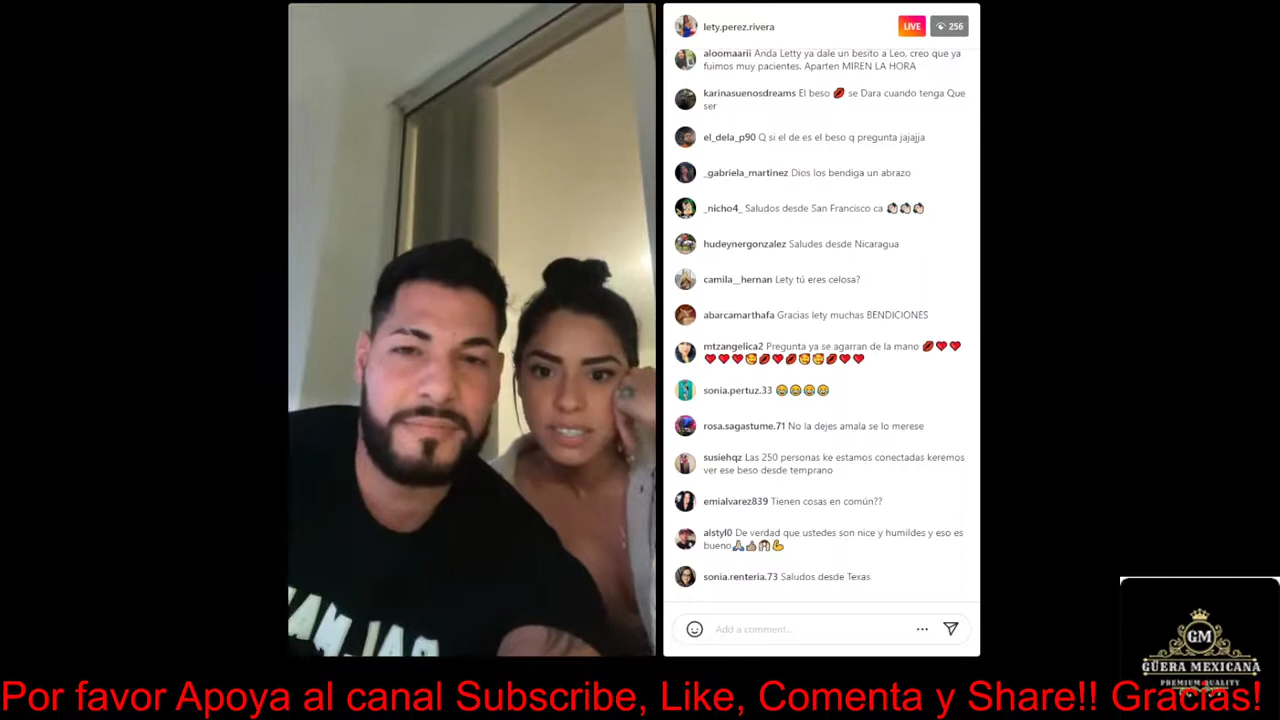 lety.perez.rivera
LIVE
256
aloomaarii Anda Letty ya dale un besito a Leo, creo que ya
fuimos muy pacientes. Aparten MIREN LA HORA
karinasuenosdreams El beso 💋 se Dara cuando tenga Que
ser
el_dela_p90 Q si el de es el beso q pregunta jajajja
_gabriela_martinez Dios los bendiga un abrazo
_nicho4_ Saludos desde San Francisco ca 👏🏻👏🏻👏🏻
hudeynergonzalez Saludes desde Nicaragua
camila__hernan Lety tú eres celosa?
abarcamarthafa Gracias lety muchas BENDICIONES
mtzangelica2 Pregunta ya se agarran de la mano 💋❤️❤️
❤️❤️❤️🥰💋❤️💋🥰🥰💋❤️❤️
sonia.pertuz.33 😂😂😂😂
rosa.sagastume.71 No la dejes amala se lo merese
susiehqz Las 250 personas ke estamos conectadas keremos
ver ese beso desde temprano
emialvarez839 Tienen cosas en común??
alstyl0 De verdad que ustedes son nice y humildes y eso es
bueno🙏🏼👍🏼🙌🏼💪
sonia.renteria.73 Saludos desde Texas
Add a comment...
GM
GÜERA MEXICANA
PREMIUM QUALITY
Por favor Apoya al canal Subscribe, Like, Comenta y Share!! Gracias!